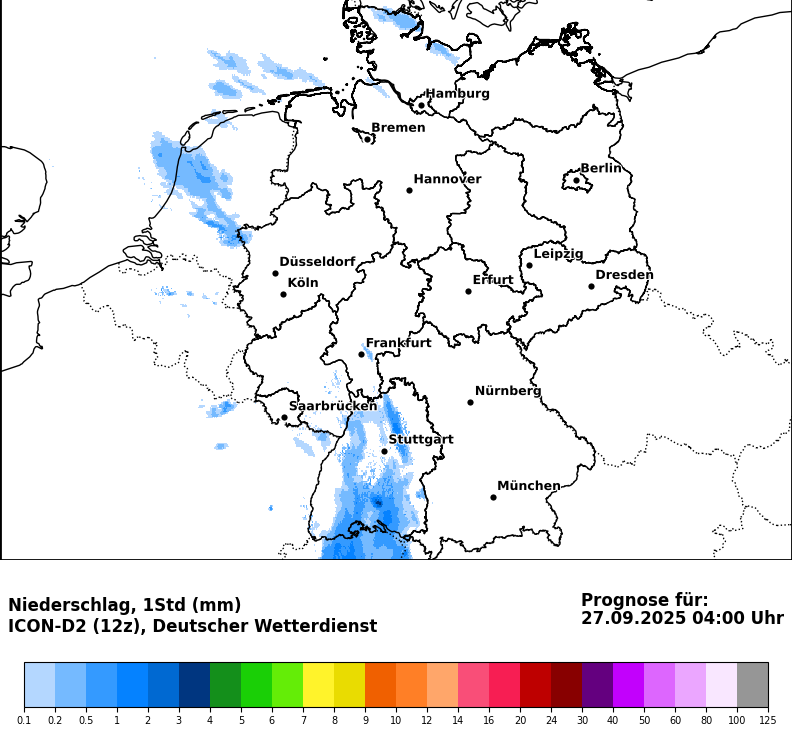 Hamburg
Bremen
Berlin
Hannover
Leipzig
Düsseldorf
Dresden
Köln
Erfurt
Frankfurt
Nürnberg
Saarbrücken
Stuttgart
München
Niederschlag, 1Std (mm)
ICON-D2 (12z), Deutscher Wetterdienst
Prognose für:
27.09.2025 04:00 Uhr
0.1 0.2 0.5 1 2 3 4 5 6 7 8 9 10 12 14 16 20 24 30 40 50 60 80 100 125